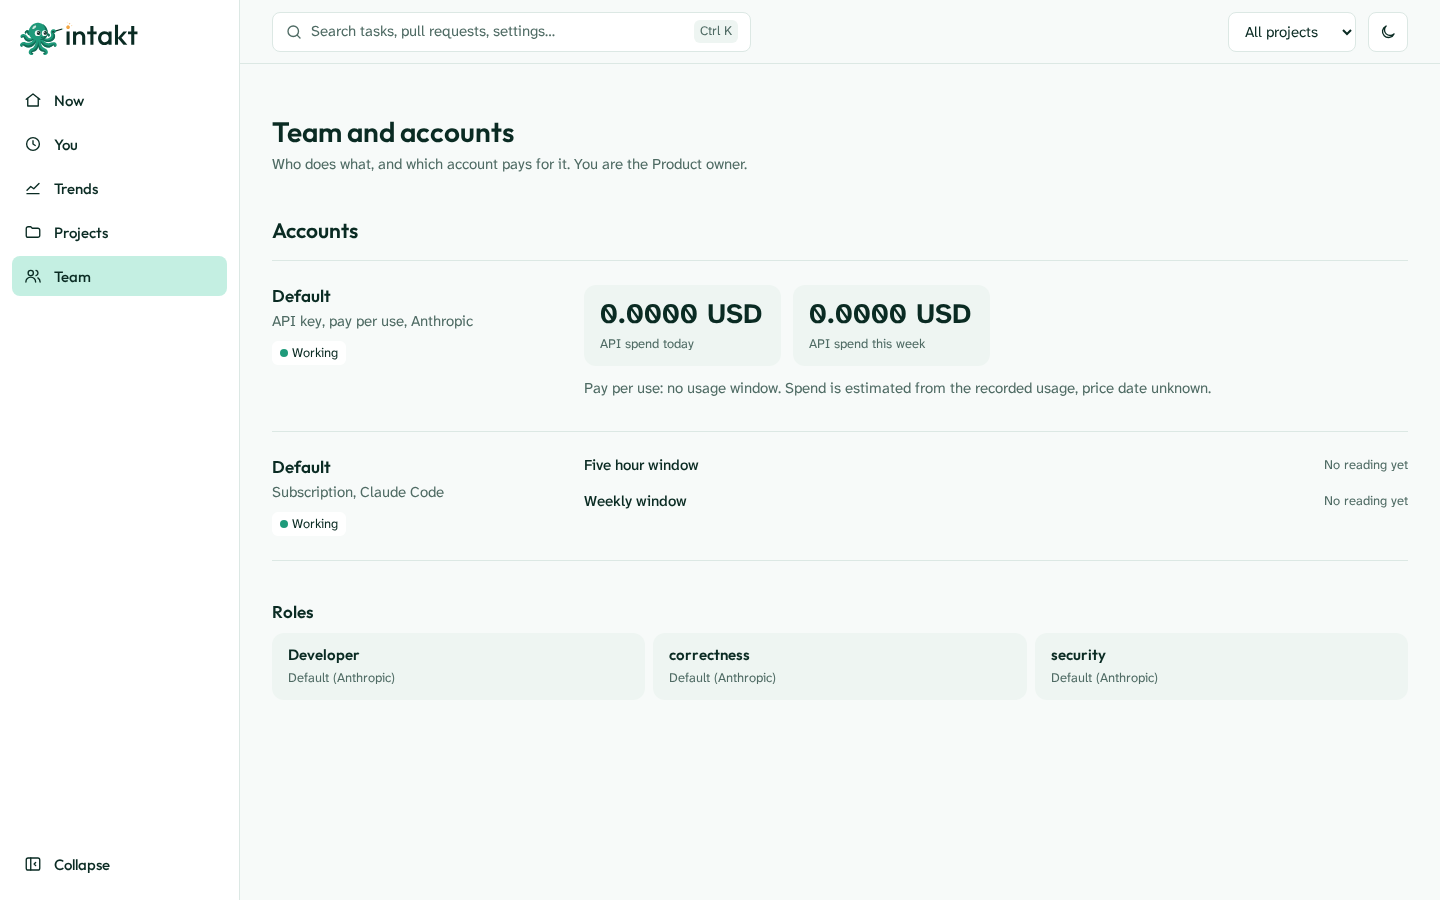 intakt
Search tasks, pull requests, settings...
Ctrl K
All projects
Now
You
Trends
Projects
Team
Collapse
Team and accounts
Who does what, and which account pays for it. You are the Product owner.
Accounts
Default
API key, pay per use, Anthropic
Working
0.0000 USD
API spend today
0.0000 USD
API spend this week
Pay per use: no usage window. Spend is estimated from the recorded usage, price date unknown.
Default
Subscription, Claude Code
Working
Five hour window
No reading yet
Weekly window
No reading yet
Roles
Developer
Default (Anthropic)
correctness
Default (Anthropic)
security
Default (Anthropic)